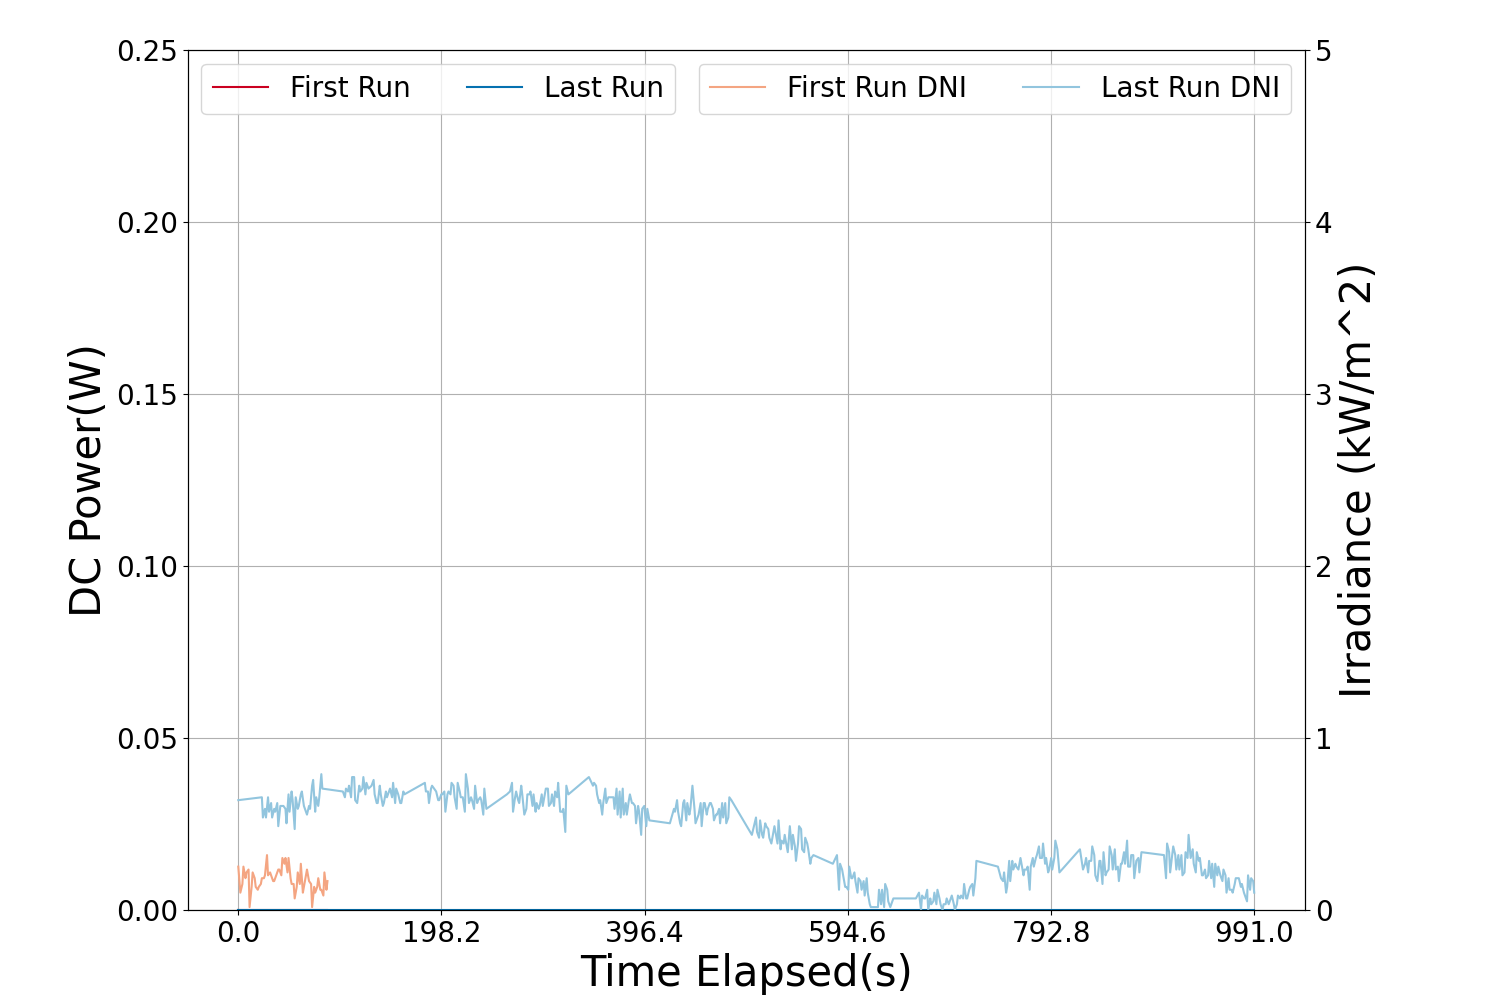 First Run
Last Run
First Run DNI
Last Run DNI
DC Power(W)
0.25
0.20
0.15
0.10
0.05
0.00
5
4
3
2
1
0
Irradiance (kW/m^2)
0.0
198.2
396.4
594.6
792.8
991.0
Time Elapsed(s)